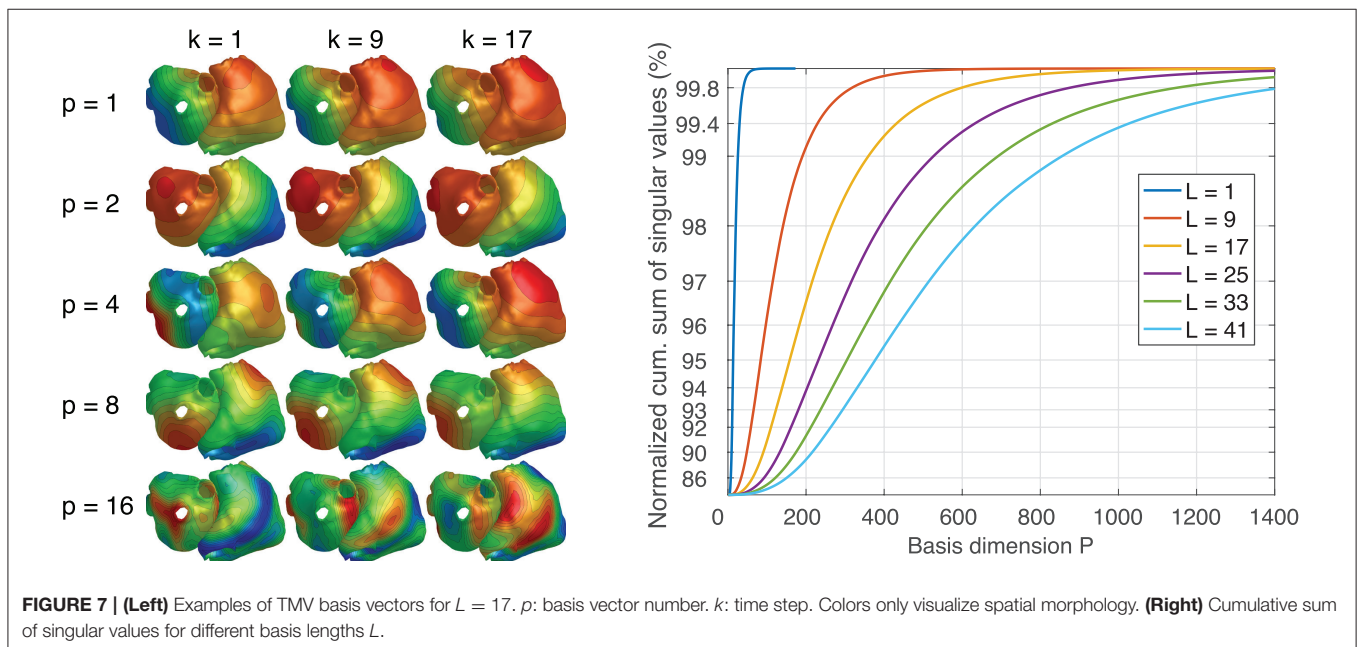 k = 1 k = 9 k = 17
p = 1
p = 2
p = 4
p = 8
p = 16
Normalized cum. sum of singular values (%)
99.8
99.4
99
98
97
96
95
94
93
92
90
86
0 200 400 600 800 1000 1200 1400
Basis dimension P
L = 1
L = 9
L = 17
L = 25
L = 33
L = 41
FIGURE 7 | (Left) Examples of TMV basis vectors for L = 17. p: basis vector number. k: time step. Colors only visualize spatial morphology. (Right) Cumulative sum
of singular values for different basis lengths L.